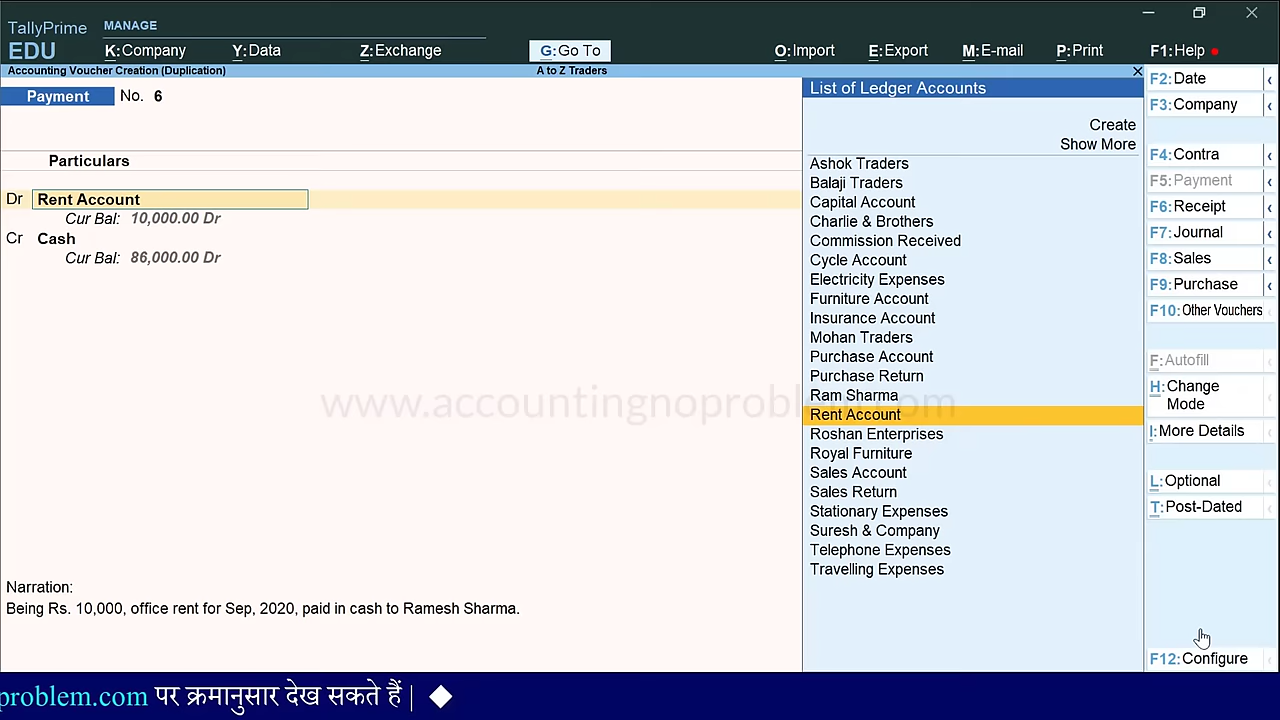 TallyPrime
EDU
MANAGE
K:Company Y:Data Z:Exchange G:Go To O:Import E:Export M:E-mail P:Print F1:Help
Accounting Voucher Creation (Duplication) A to Z Traders
Payment No. 6
Particulars
Dr Rent Account
Cur Bal: 10,000.00 Dr
Cr Cash
Cur Bal: 86,000.00 Dr
Narration:
Being Rs. 10,000, office rent for Sep, 2020, paid in cash to Ramesh Sharma.
www.accountingnoproblem.com
List of Ledger Accounts
Create
Show More
Ashok Traders
Balaji Traders
Capital Account
Charlie & Brothers
Commission Received
Cycle Account
Electricity Expenses
Furniture Account
Insurance Account
Mohan Traders
Purchase Account
Purchase Return
Ram Sharma
Rent Account
Roshan Enterprises
Royal Furniture
Sales Account
Sales Return
Stationary Expenses
Suresh & Company
Telephone Expenses
Travelling Expenses
F2:Date
F3:Company
F4:Contra
F5:Payment
F6:Receipt
F7:Journal
F8:Sales
F9:Purchase
F10:Other Vouchers
F:Autofill
H:Change
Mode
I:More Details
L:Optional
T:Post-Dated
F12:Configure
problem.com पर क्रमानुसार देख सकते हैं |